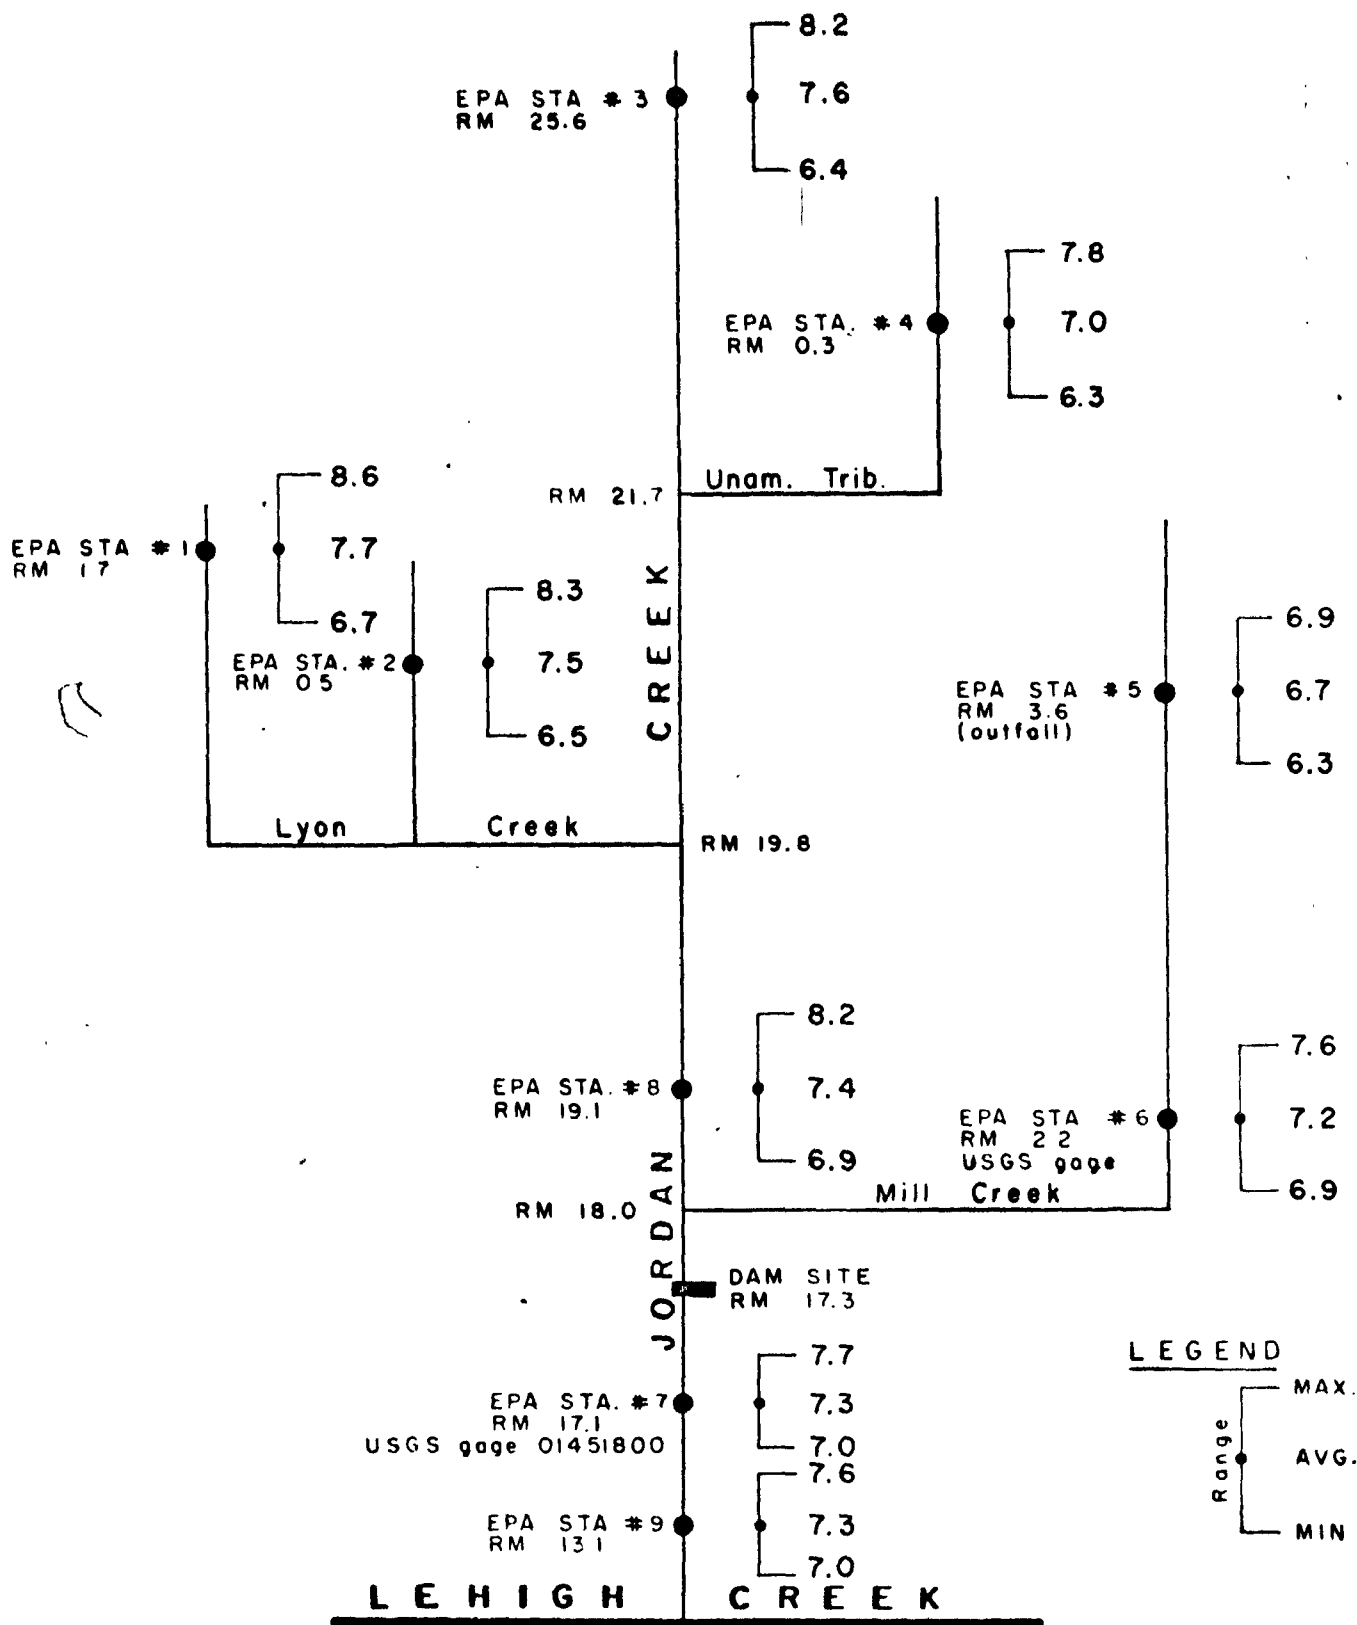 8.2
EPA STA # 3
RM 25.6
7.6
6.4
7.8
EPA STA. # 4
RM 0.3
7.0
6.3
Unam. Trib.
RM 21.7
8.6
EPA STA # 1
RM 1 7
7.7
6.7
8.3
EPA STA. # 2
RM 0 5
7.5
6.5
CREEK
6.9
EPA STA # 5
RM 3.6
(outfall)
6.7
6.3
Lyon Creek
RM 19.8
8.2
EPA STA. # 8
RM 19.1
7.4
6.9
7.6
EPA STA # 6
RM 2 2
USGS gage
7.2
6.9
Mill Creek
RM 18.0
JORDAN
DAM SITE
RM 17.3
7.7
EPA STA. # 7
RM 17.1
USGS gage 01451800
7.3
7.0
7.6
EPA STA # 9
RM 13 1
7.3
7.0
LEGEND
MAX.
Range
AVG.
MIN
LEHIGH CREEK